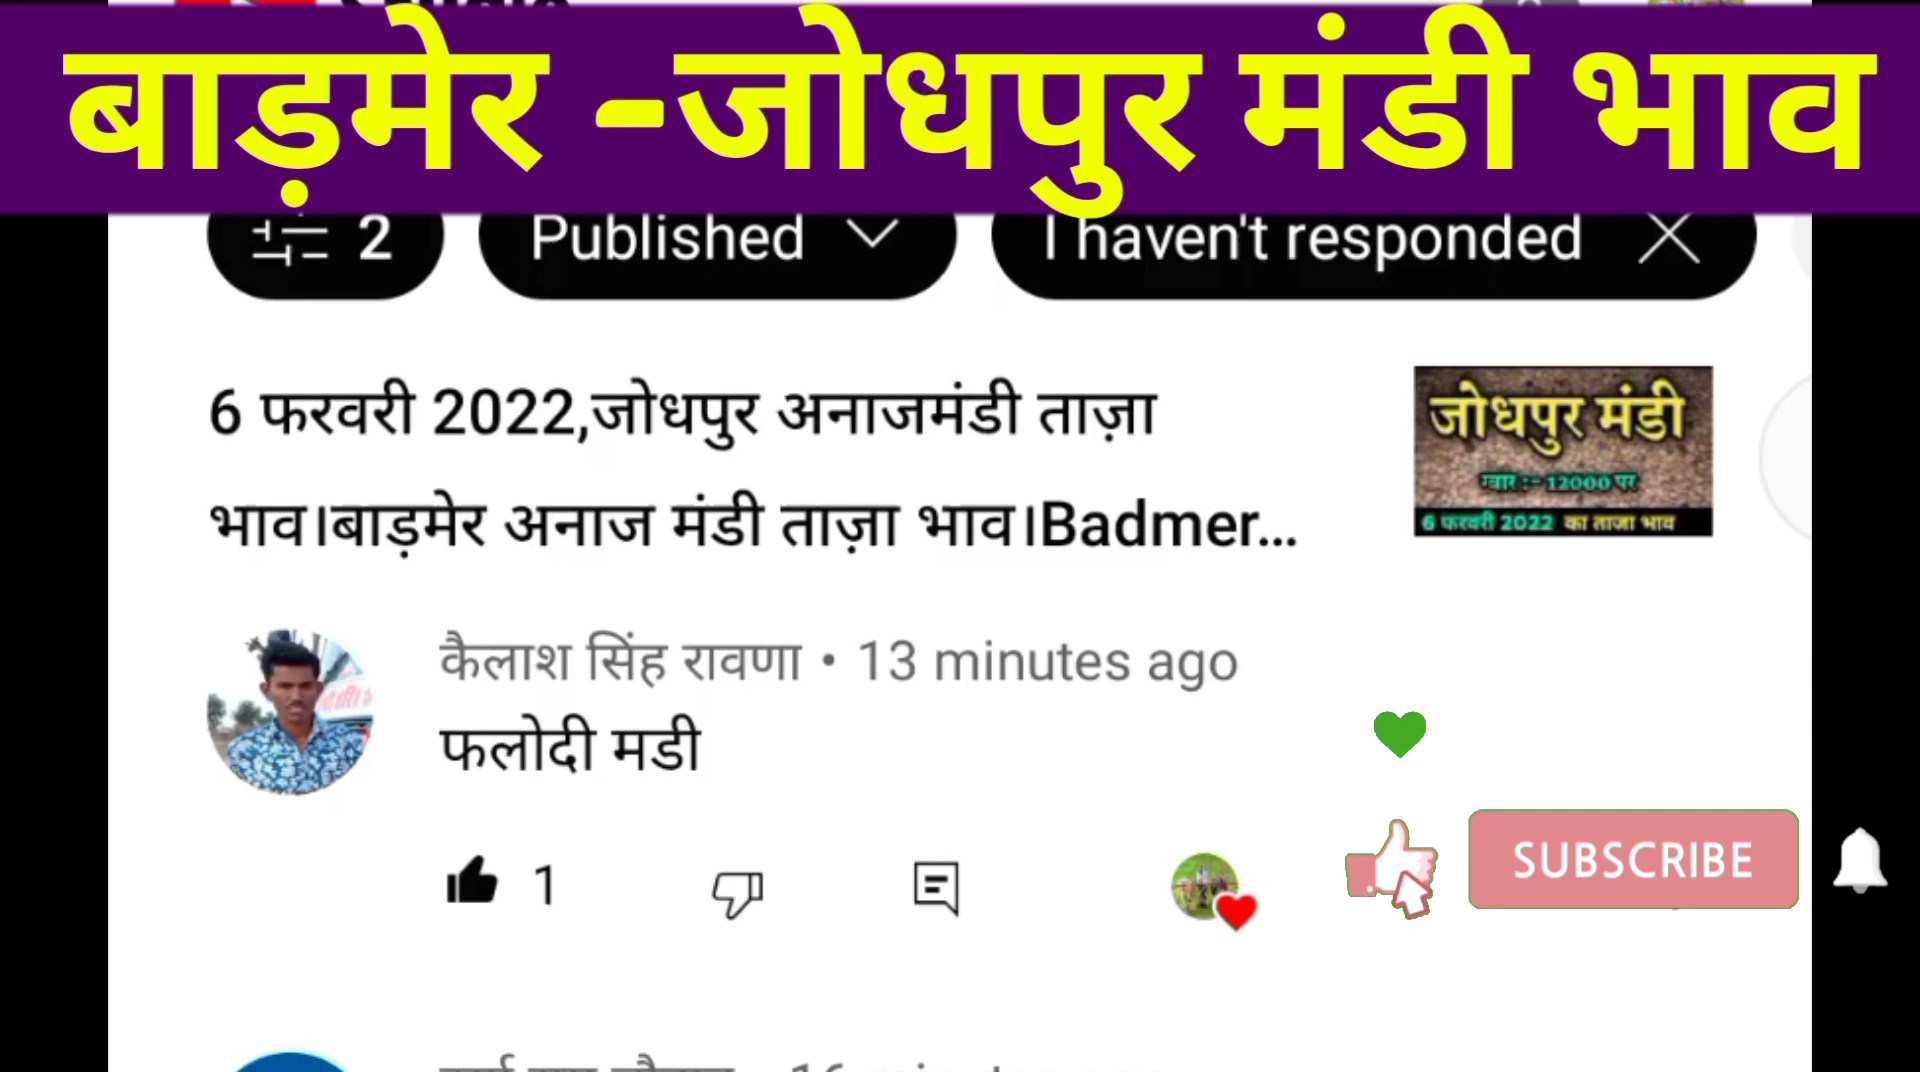 बाड़मेर -जोधपुर मंडी भाव
2 Published I haven't responded
6 फरवरी 2022,जोधपुर अनाजमंडी ताज़ा
भाव।बाड़मेर अनाज मंडी ताज़ा भाव।Badmer...
जोधपुर मंडी
ग्वार :- 12000 पर
6 फरवरी 2022 का ताजा भाव
कैलाश सिंह रावणा • 13 minutes ago
फलोदी मडी
1
SUBSCRIBE